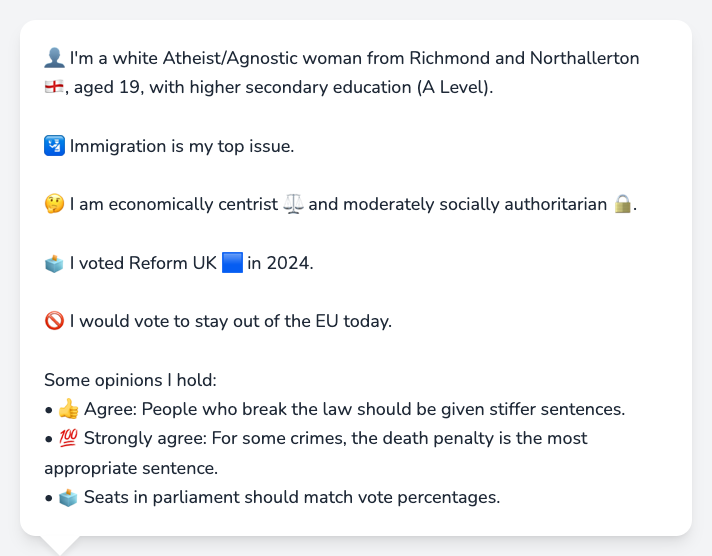 👤 I'm a white Atheist/Agnostic woman from Richmond and Northallerton
🏴󠁧󠁢󠁥󠁮󠁧󠁿, aged 19, with higher secondary education (A Level).
🛂 Immigration is my top issue.
🤔 I am economically centrist ⚖️ and moderately socially authoritarian 🔒.
🗳️ I voted Reform UK 🟦 in 2024.
🚫 I would vote to stay out of the EU today.
Some opinions I hold:
• 👍 Agree: People who break the law should be given stiffer sentences.
• 💯 Strongly agree: For some crimes, the death penalty is the most
appropriate sentence.
• 🗳️ Seats in parliament should match vote percentages.